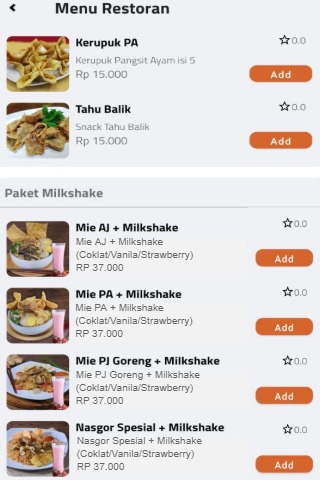 Menu Restoran
Kerupuk PA
0.0
Kerupuk Pangsit Ayam isi 5
Rp 15.000
Add
Tahu Balik
0.0
Snack Tahu Balik
Rp 15.000
Add
Paket Milkshake
Mie AJ + Milkshake
0.0
Mie AJ + Milkshake
(Coklat/Vanila/Strawberry)
RP 37.000
Add
Mie PA + Milkshake
0.0
Mie PA + Milkshake
(Coklat/Vanila/Strawberry)
RP 37.000
Add
Mie PJ Goreng + Milkshake
0.0
Mie PJ Goreng + Milkshake
(Coklat/Vanila/Strawberry)
RP 37.000
Add
Nasgor Spesial + Milkshake
0.0
Nasgor Spesial + Milkshake
(Coklat/Vanila/Strawberry)
RP 37.000
Add